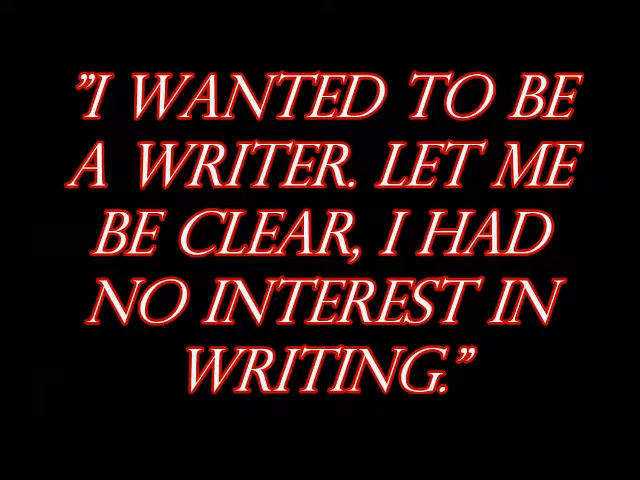 ”I WANTED TO BE
A WRITER. LET ME
BE CLEAR, I HAD
NO INTEREST IN
WRITING.”